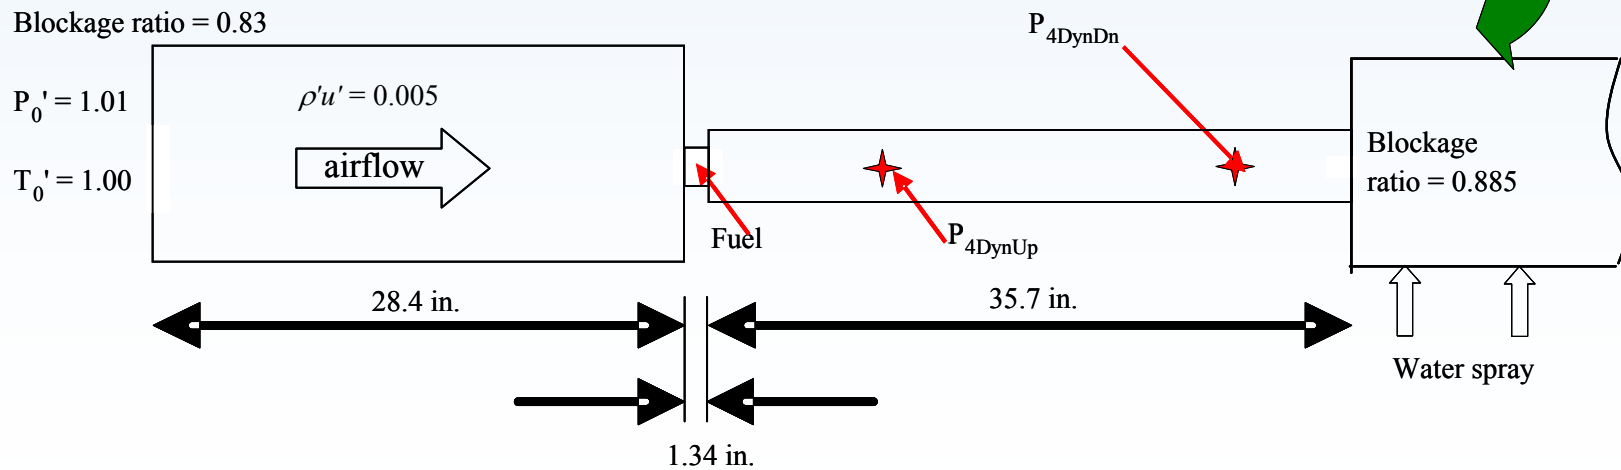 Blockage ratio = 0.83
P4DynDn
P0' = 1.01
ρ'u' = 0.005
Blockage
ratio = 0.885
airflow
T0' = 1.00
Fuel
P4DynUp
28.4 in.
35.7 in.
Water spray
1.34 in.